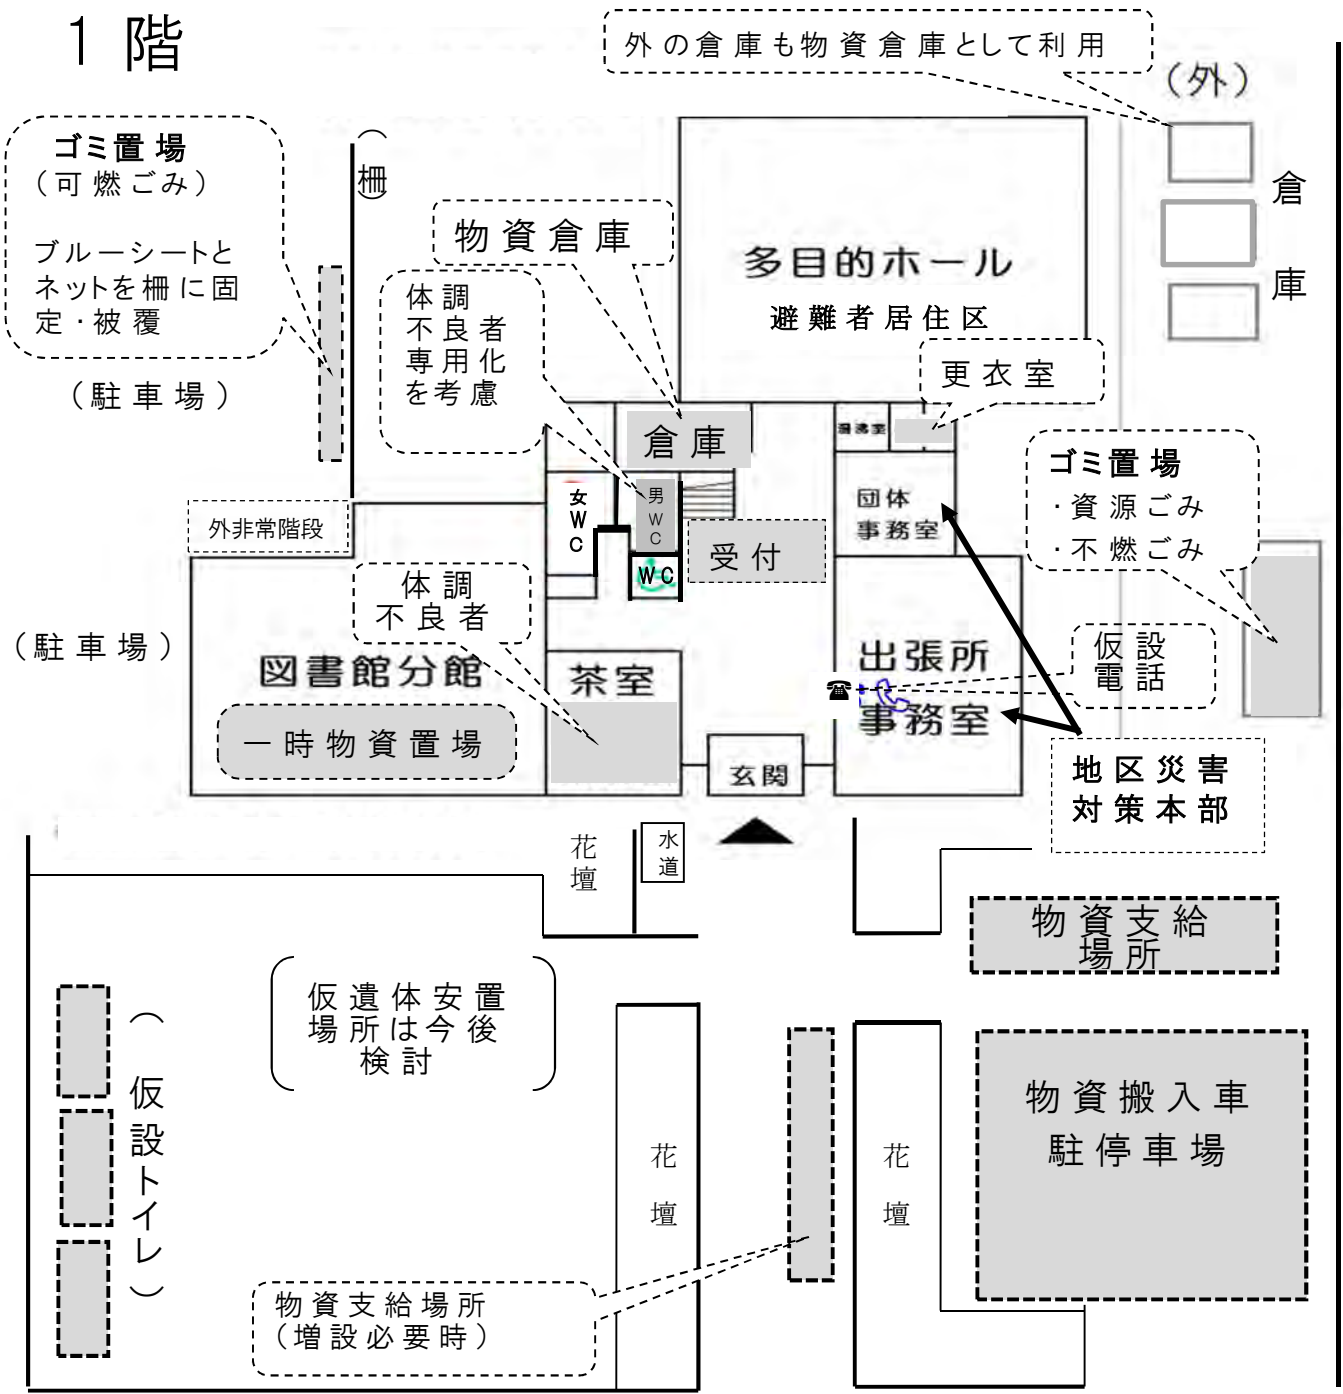 1階
外の倉庫も物資倉庫として利用
(外)
倉
庫
ゴミ置場
(可燃ごみ)
ブルーシートと
ネットを柵に固
定・被覆
(柵)
物資倉庫
多目的ホール
避難者居住区
体調
不良者
専用化
を考慮
更衣室
(駐車場)
倉庫
湯沸室
ゴミ置場
・資源ごみ
・不燃ごみ
女WC
男WC
団体
事務室
外非常階段
受付
WC
体調
不良者
(駐車場)
図書館分館
茶室
出張所
事務室
仮設
電話
一時物資置場
玄関
地区災害
対策本部
花壇
水道
物資支給
場所
仮遺体安置
場所は今後
検討
(仮設トイレ)
物資搬入車
駐停車場
花壇
花壇
物資支給場所
(増設必要時)